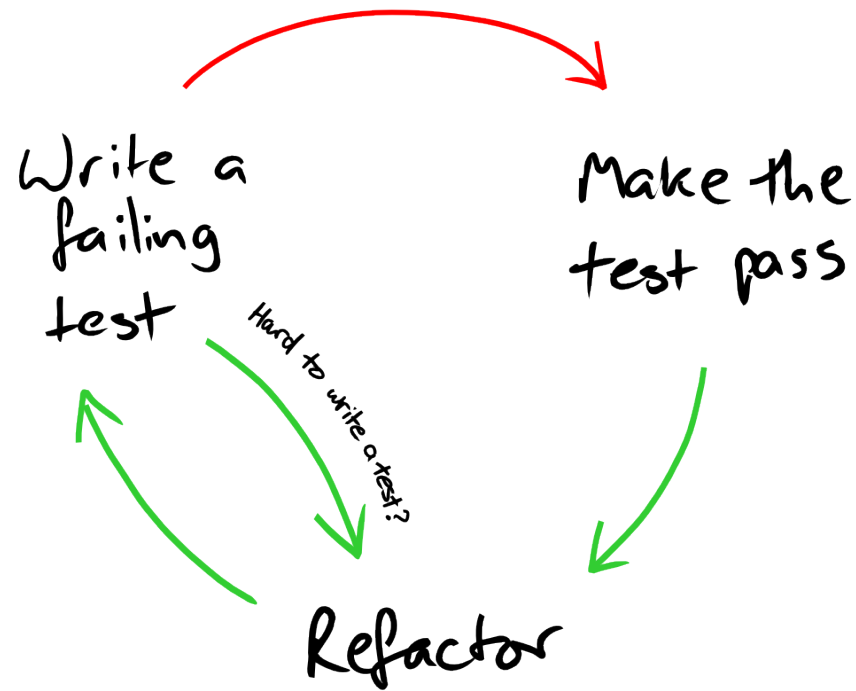 Write a
failing
test
Make the
test pass
Hard to write a test?
Refactor